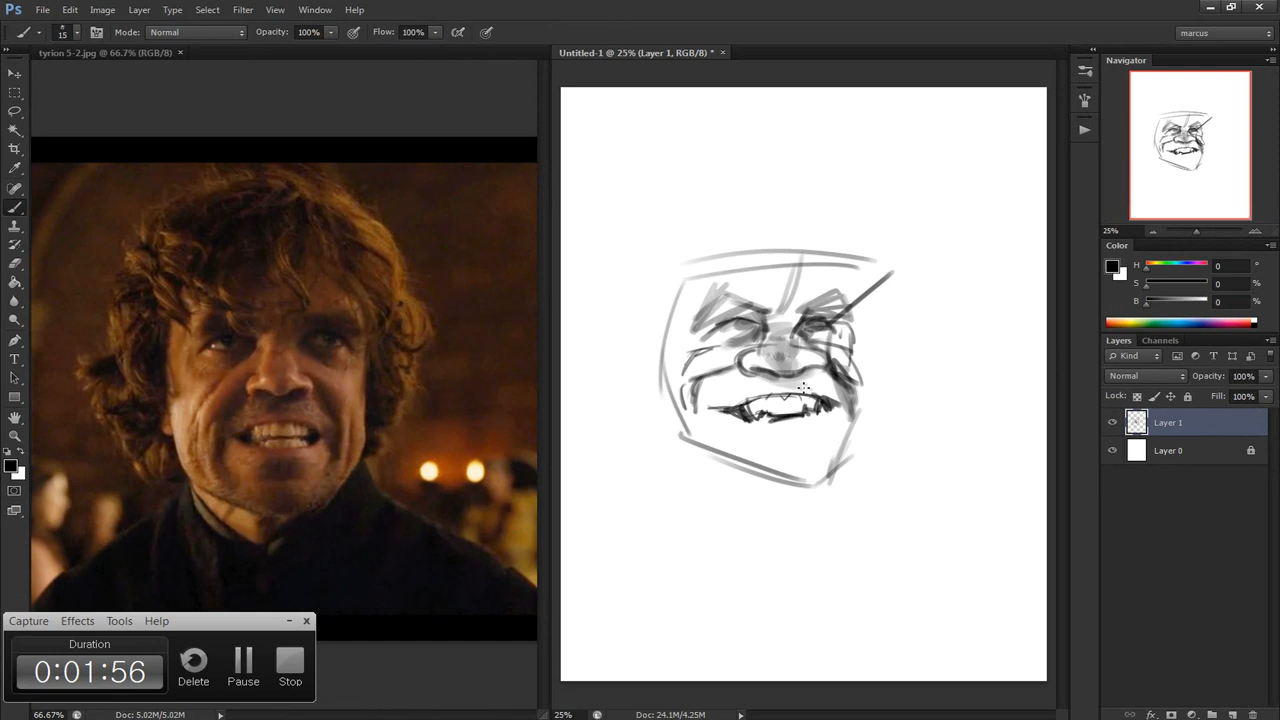 Ps File Edit Image Layer Type Select Filter Analysis View Window Help
15 Mode: Normal Opacity: 100% Flow: 100% marcus
tyrion 5-2.jpg @ 66.7% (RGB/8) × Untitled-1 @ 25% (Layer 1, RGB/8) * ×
Navigator
25%
Color
H 0 °
S 0 %
B 0 %
Layers Channels
Kind
Normal Opacity: 100%
Lock: Fill: 100%
Layer 1
Layer 0
Capture Effects Tools Help
Duration
0:01:56
Delete Pause Stop
66.67% Doc: 5.02M/5.02M 25% Doc: 24.1M/4.25M